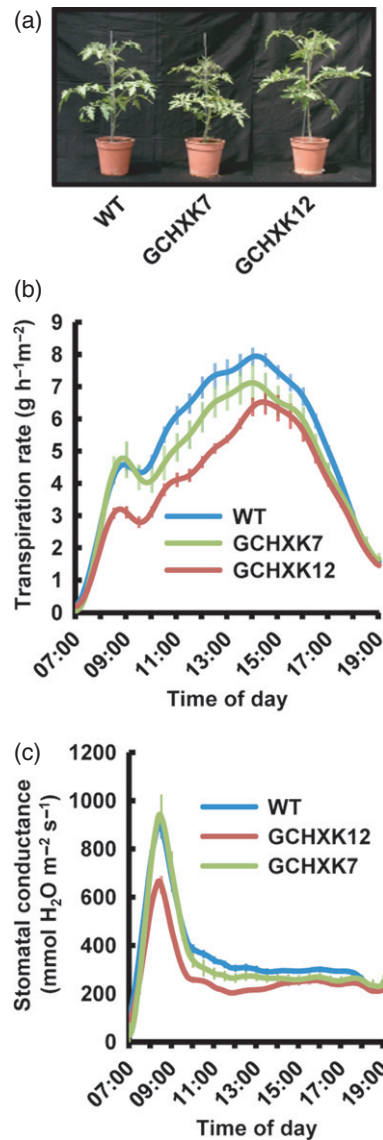 (a)
WT
GCHXK7
GCHXK12
(b)
Transpiration rate (g h⁻¹m⁻²)
9
8
7
6
5
4
3
2
1
0
WT
GCHXK7
GCHXK12
07:00
09:00
11:00
13:00
15:00
17:00
19:00
Time of day
(c)
Stomatal conductance
(mmol H₂O m⁻² s⁻¹)
1200
1000
800
600
400
200
0
WT
GCHXK12
GCHXK7
07:00
09:00
11:00
13:00
15:00
17:00
19:00
Time of day